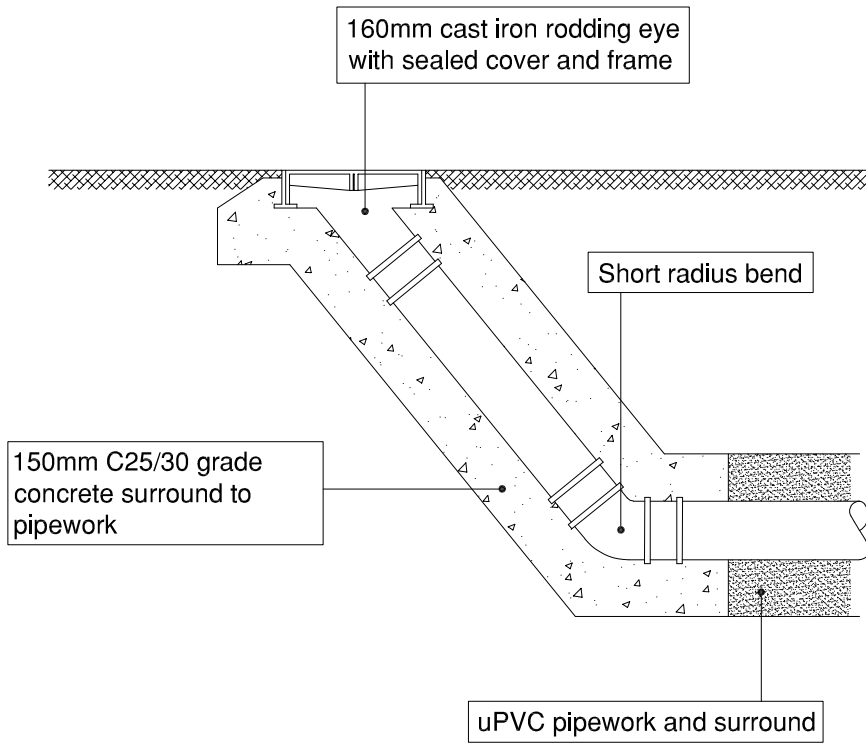 160mm cast iron rodding eye
with sealed cover and frame
Short radius bend
150mm C25/30 grade
concrete surround to
pipework
uPVC pipework and surround